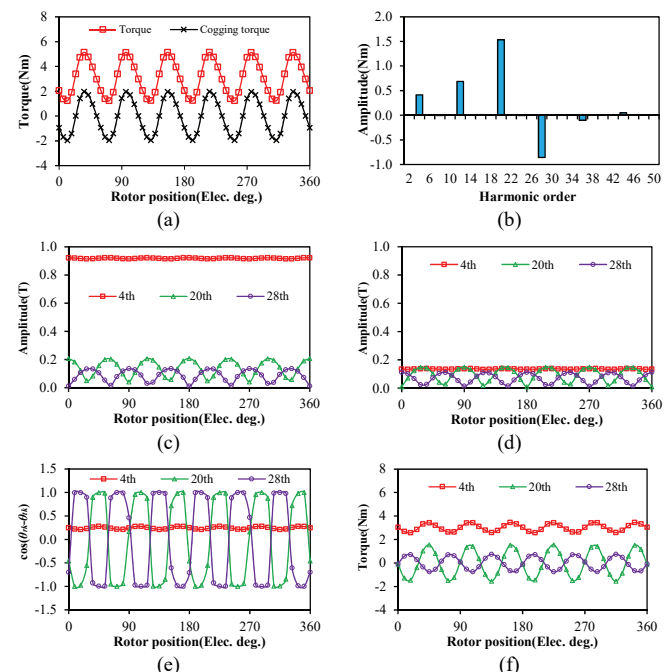 Torque Cogging torque
Torque(Nm)
8
6
4
2
0
-2
-4
0 90 180 270 360
Rotor position(Elec. deg.)
(a)
Amplitude(Nm)
2.0
1.5
1.0
0.5
0.0
-0.5
-1.0
2 6 10 14 18 22 26 30 34 38 42 46 50
Harmonic order
(b)
4th 20th 28th
Amplitude(T)
1.0
0.8
0.6
0.4
0.2
0.0
0 90 180 270 360
Rotor position(Elec. deg.)
(c)
4th 20th 28th
Amplitude(T)
1.0
0.8
0.6
0.4
0.2
0.0
0 90 180 270 360
Rotor position(Elec. deg.)
(d)
4th 20th 28th
1.5
1.0
0.5
0.0
-0.5
-1.0
-1.5
0 90 180 270 360
Rotor position(Elec. deg.)
(e)
4th 20th 28th
Torque(Nm)
6
4
2
0
-2
-4
0 90 180 270 360
Rotor position(Elec. deg.)
(f)